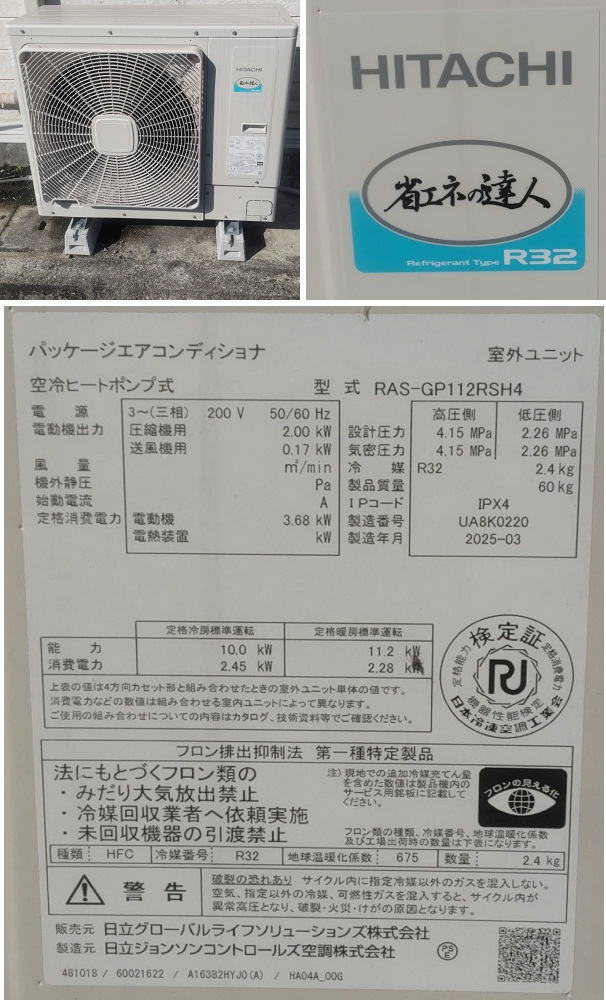 HITACHI
省エネの達人
HITACHI
省エネの達人
Refrigerant Type R32
パッケージエアコンディショナ 室外ユニット
空冷ヒートポンプ式 型式 RAS-GP112RSH4
電源 3〜(三相) 200 V 50/60 Hz
電動機出力 圧縮機用 2.00 kW
送風機用 0.17 kW
風量 ㎥/min
機外静圧 Pa
始動電流 A
定格消費電力 電動機 3.68 kW
電熱装置 kW
高圧側 低圧側
設計圧力 4.15 MPa 2.26 MPa
気密圧力 4.15 MPa 2.26 MPa
冷媒 R32 2.4 kg
製品質量 60 kg
IPコード IPX4
製造番号 UA8K0220
製造年月 2025-03
定格冷房標準運転 定格暖房標準運転
能力 10.0 kW 11.2 kW
消費電力 2.45 kW 2.28 kW
上表の値は4方向カセット形と組み合わせたときの室外ユニット単体の値です。
消費電力などの数値は組み合わせる室内ユニットによって異なります。
ご使用の組み合わせについての内容はカタログ、技術資料等でご確認ください。
検定証
定格能力
定格消費電力
機器性能検定
日本冷凍空調工業会
フロン排出抑制法 第一種特定製品
法にもとづくフロン類の
・みだり大気放出禁止
・冷媒回収業者へ依頼実施
・未回収機器の引渡禁止
注)現地での追加冷媒充てん量
を含めた数値は製品機内の
サービス用銘板に記載して
ください。
フロンの見える化
フロン類の種類、冷媒番号、地球温暖化係数
及び工場出荷時の数量は下表になります。
種類: HFC 冷媒番号: R32 地球温暖化係数: 675 数量: 2.4 kg
警告
破裂の恐れあり サイクル内に指定冷媒以外のガスを混入しない。
空気、指定以外の冷媒、可燃性ガスを混入すると、サイクル内が
異常高圧となり、破裂・火災・けがの原因となります。
販売元 日立グローバルライフソリューションズ株式会社
製造元 日立ジョンソンコントロールズ空調株式会社
PS
E
481018 / 60021622 / A16382HYJ0(A) / HA04A_00G